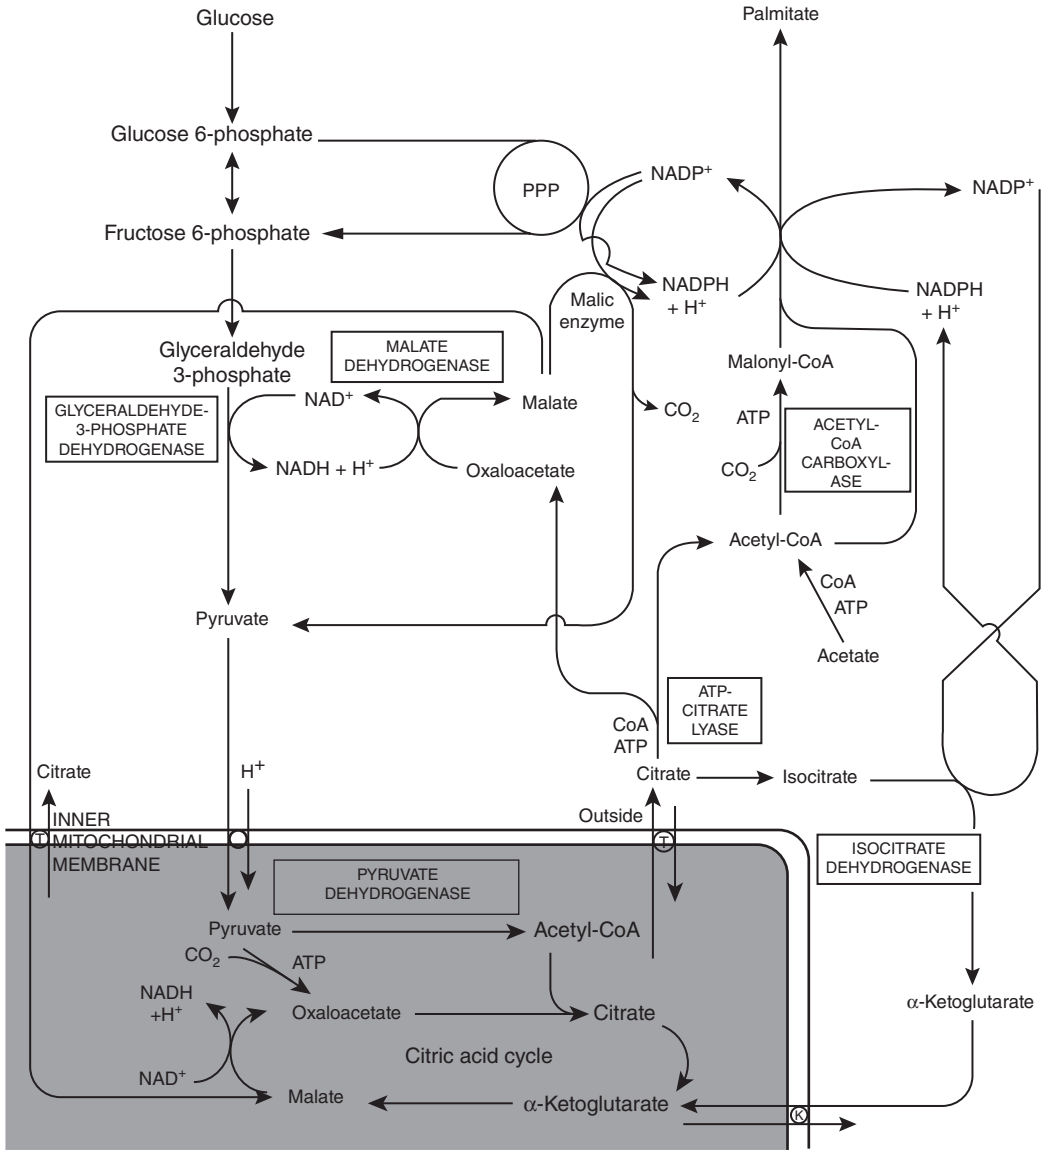 Glucose
Palmitate
Glucose 6-phosphate
PPP
NADP+
NADP+
Fructose 6-phosphate
NADPH
+ H+
NADPH
+ H+
Malic
enzyme
Glyceraldehyde
3-phosphate
MALATE
DEHYDROGENASE
Malonyl-CoA
NAD+
Malate
CO2
GLYCERALDEHYDE-
3-PHOSPHATE
DEHYDROGENASE
ATP
CO2
ACETYL-
CoA
CARBOXYL-
ASE
NADH + H+
Oxaloacetate
Acetyl-CoA
CoA
ATP
Pyruvate
Acetate
ATP-
CITRATE
LYASE
CoA
ATP
Citrate
H+
Citrate
Isocitrate
Outside
INNER
MITOCHONDRIAL
MEMBRANE
T
T
ISOCITRATE
DEHYDROGENASE
PYRUVATE
DEHYDROGENASE
Pyruvate
Acetyl-CoA
CO2
ATP
NADH
+H+
Oxaloacetate
Citrate
α-Ketoglutarate
Citric acid cycle
NAD+
Malate
α-Ketoglutarate
K